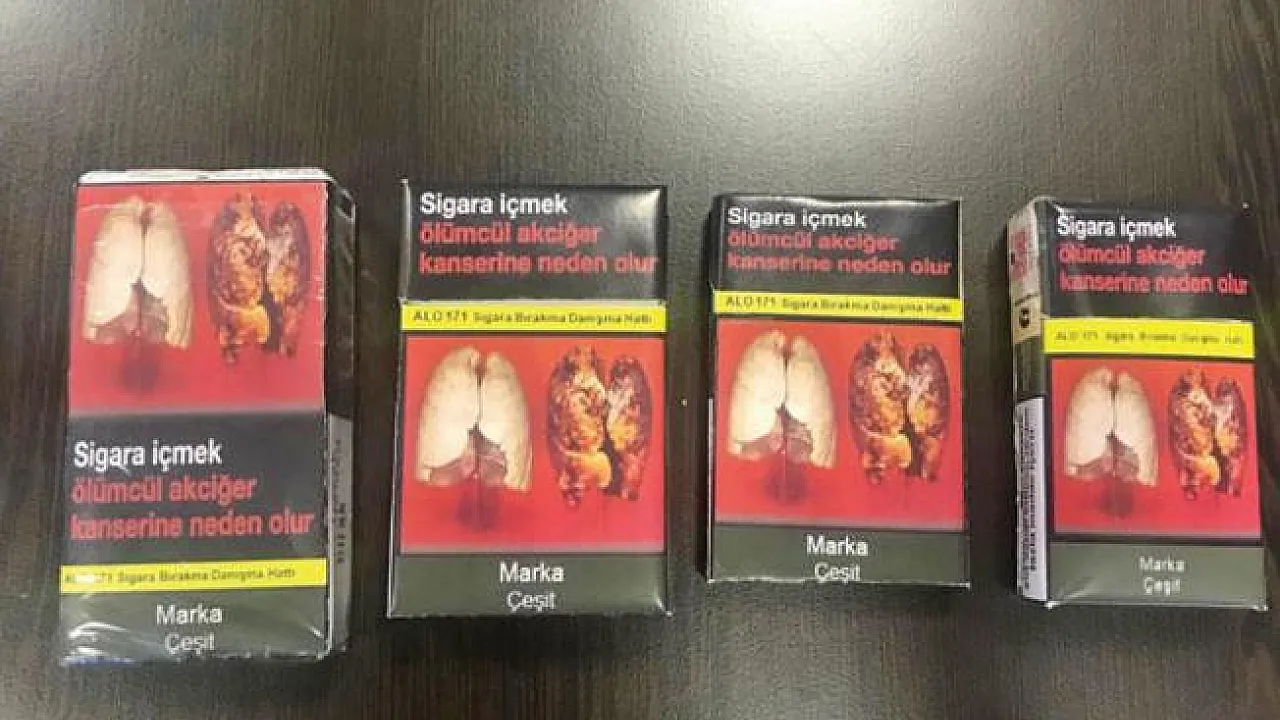 Sigara içmek
ölümcül akciğer
kanserine neden olur
ALO 171 Sigara Bırakma Danışma Hattı
Marka
Çeşit
Sigara içmek
ölümcül akciğer
kanserine neden olur
ALO 171 Sigara Bırakma Danışma Hattı
Marka
Çeşit
Sigara içmek
ölümcül akciğer
kanserine neden olur
ALO 171 Sigara Bırakma Danışma Hattı
Marka
Çeşit
Sigara içmek
ölümcül akciğer
kanserine neden olur
ALO 171 Sigara Bırakma Danışma Hattı
Marka
Çeşit